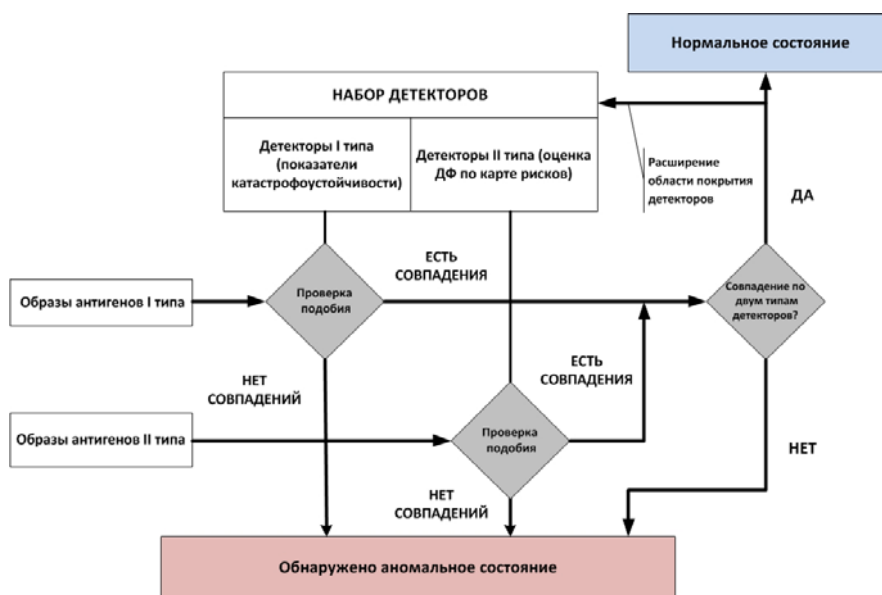 Нормальное состояние
НАБОР ДЕТЕКТОРОВ
Детекторы I типа
(показатели
катастрофоустойчивости)
Детекторы II типа (оценка
ДФ по карте рисков)
Расширение
области покрытия
детекторов
ДА
ЕСТЬ
СОВПАДЕНИЯ
Образы антигенов I типа
Проверка
подобия
Совпадение по
двум типам
детекторов?
НЕТ
СОВПАДЕНИЙ
ЕСТЬ
СОВПАДЕНИЯ
Образы антигенов II типа
Проверка
подобия
НЕТ
НЕТ
СОВПАДЕНИЙ
Обнаружено аномальное состояние